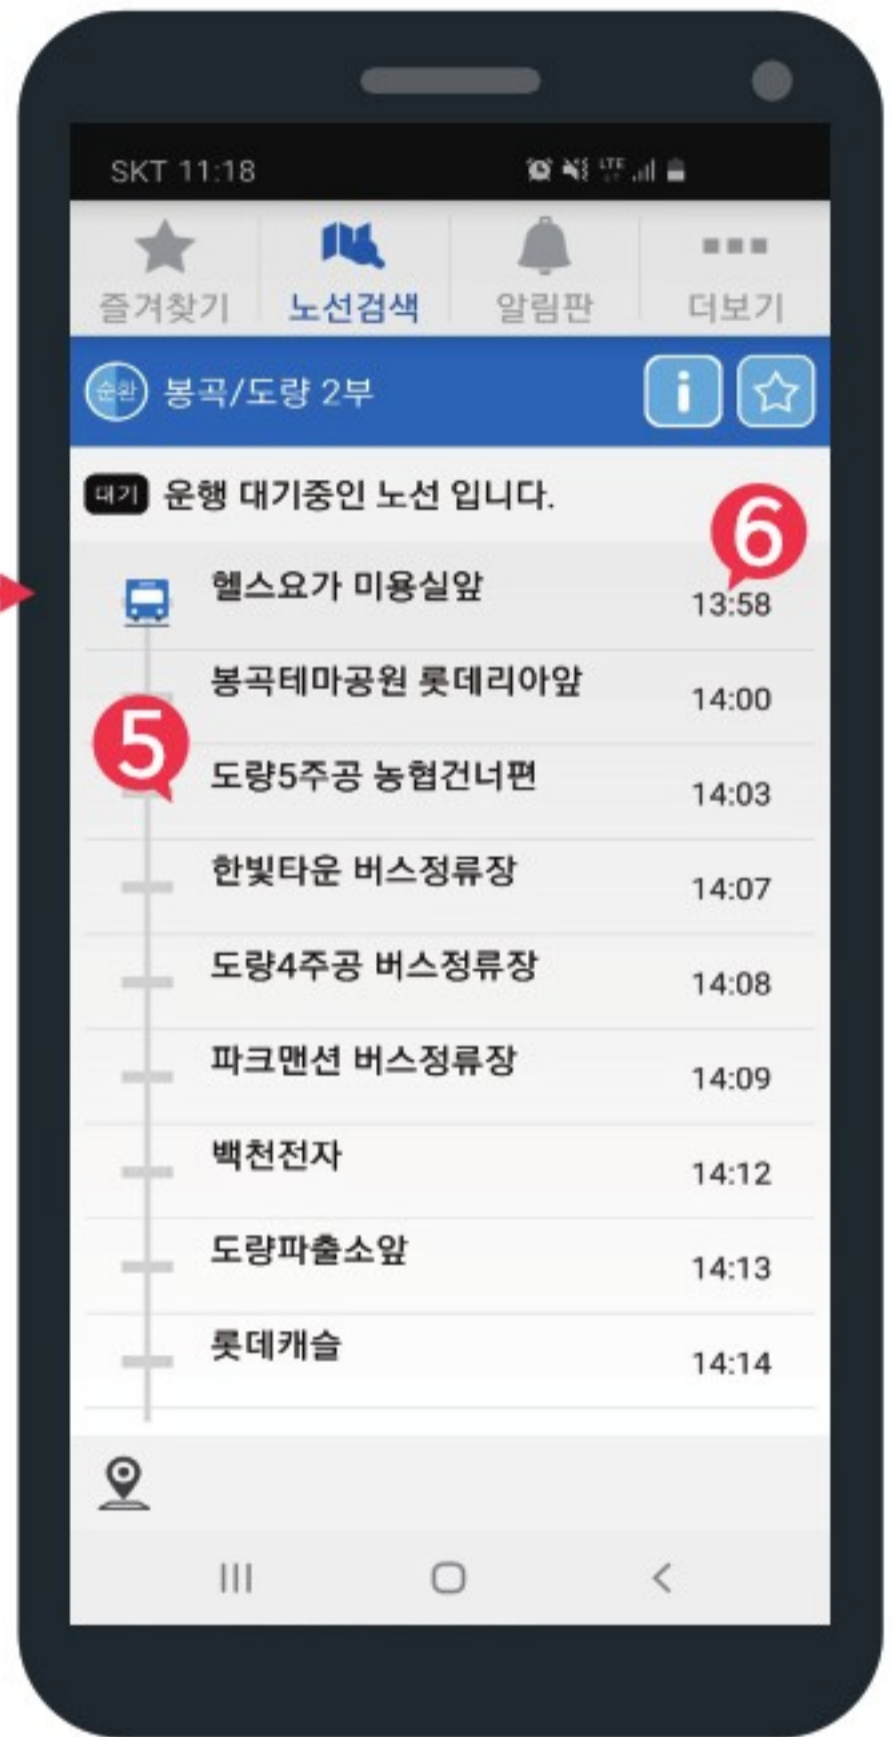 SKT 11:18
LTE
즐겨찾기 노선검색 알림판 더보기
순환 봉곡/도량 2부
대기 운행 대기중인 노선 입니다.
6
헬스요가 미용실앞 13:58
봉곡테마공원 롯데리아앞 14:00
5
도량5주공 농협건너편 14:03
한빛타운 버스정류장 14:07
도량4주공 버스정류장 14:08
파크맨션 버스정류장 14:09
백천전자 14:12
도량파출소앞 14:13
롯데캐슬 14:14